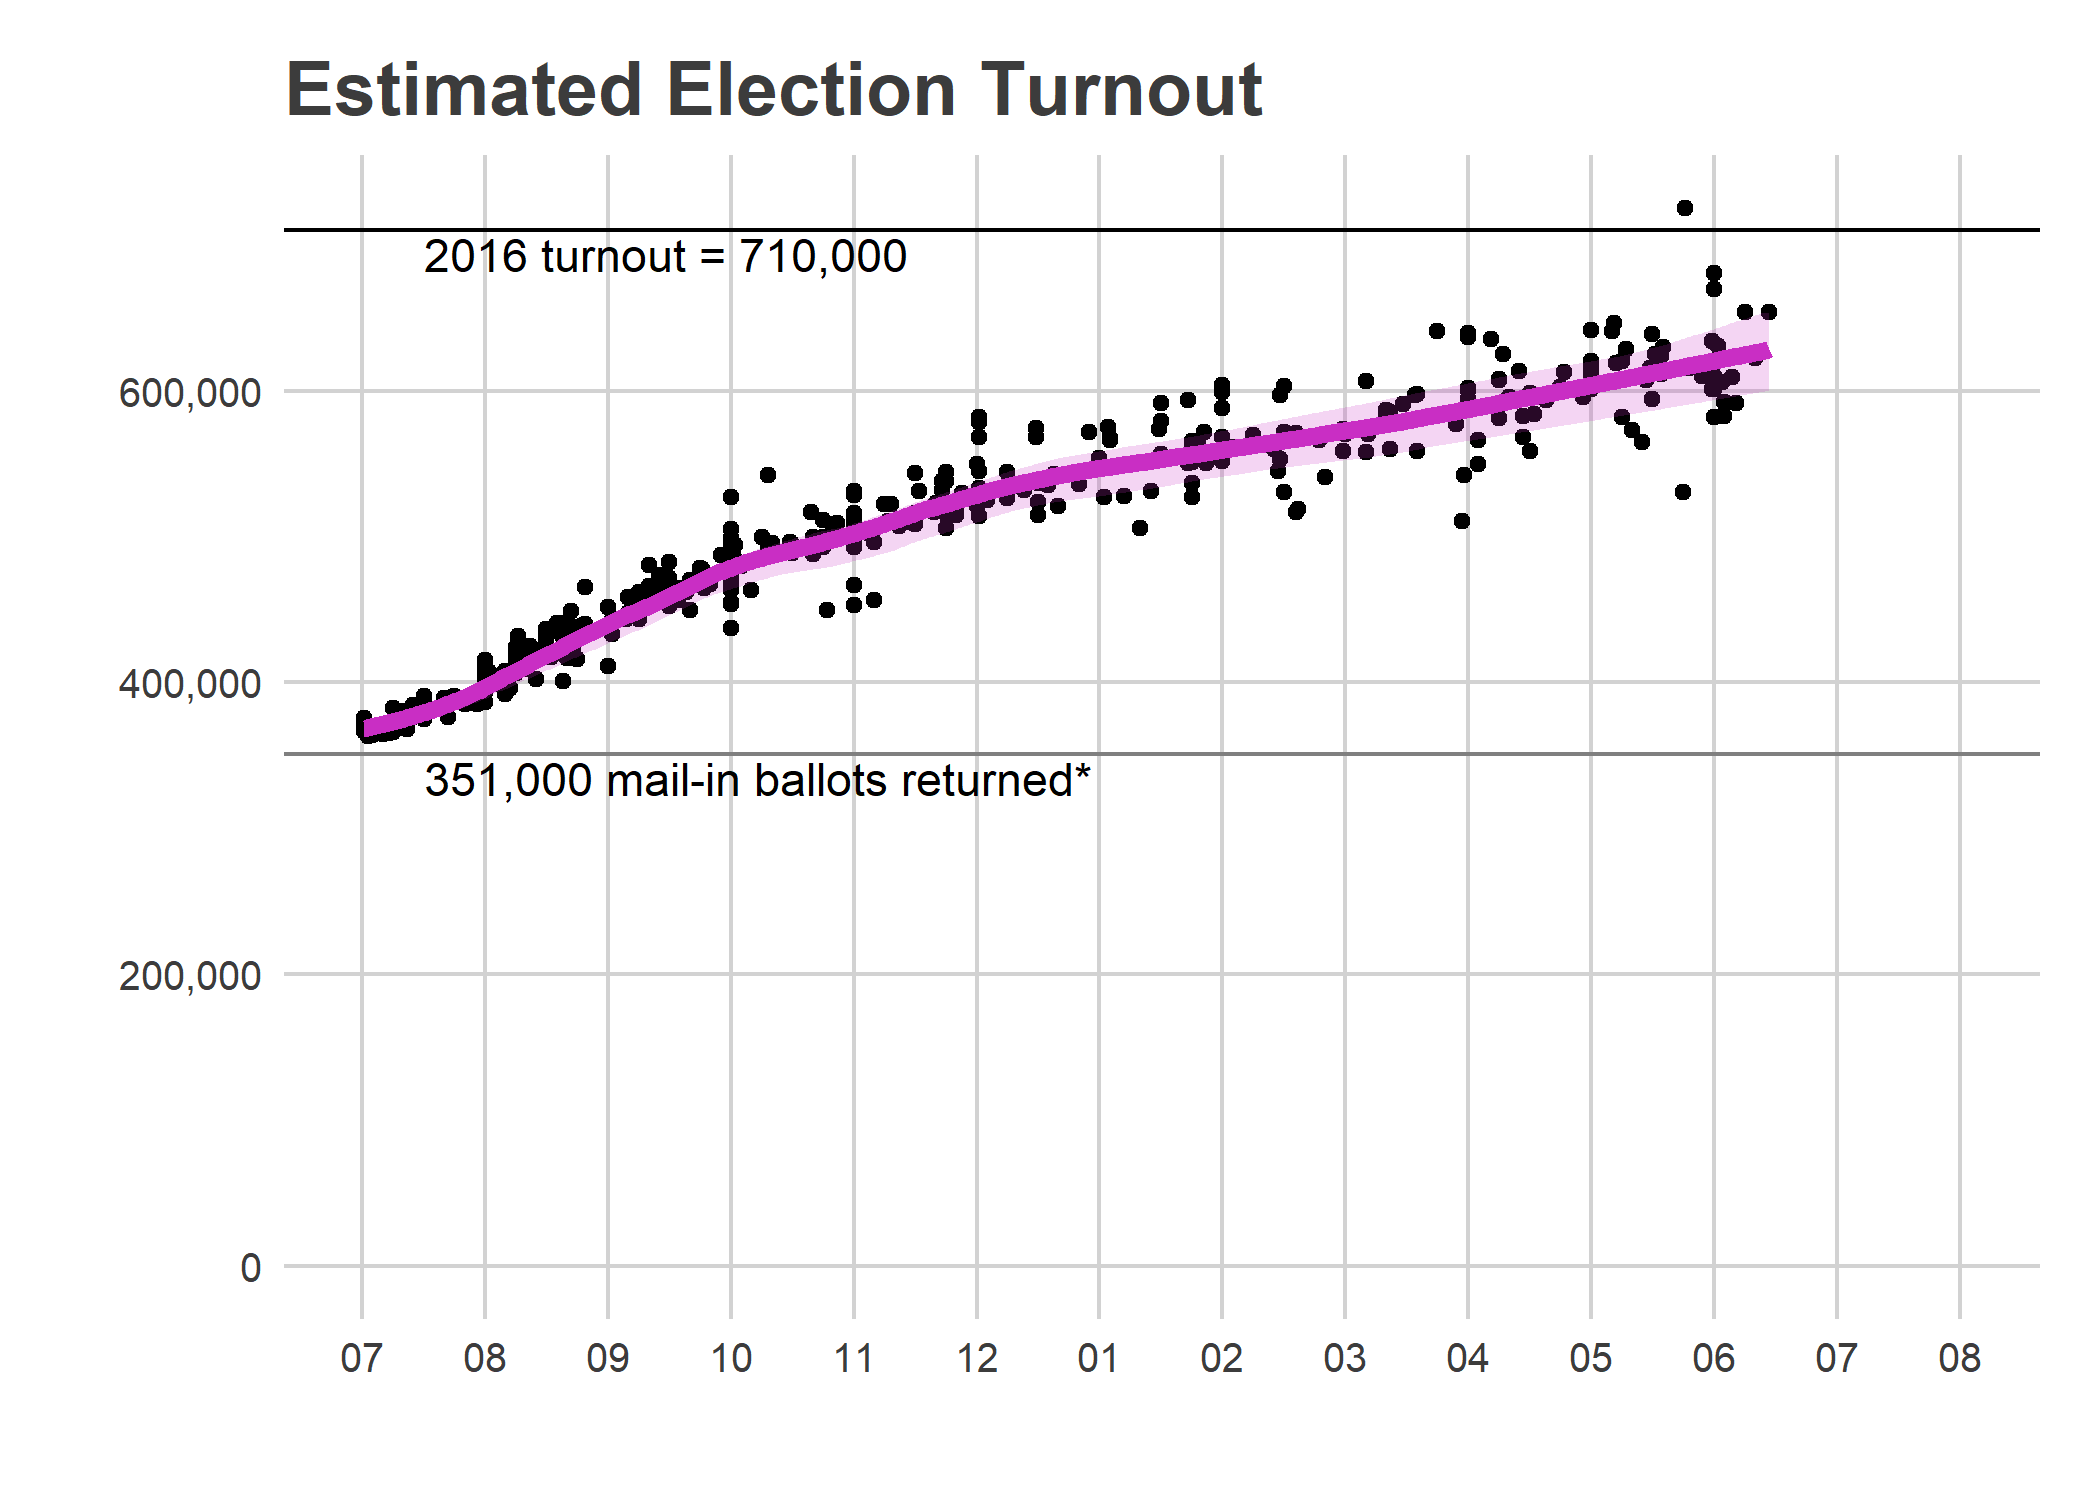 Estimated Election Turnout
2016 turnout = 710,000
600,000
400,000
351,000 mail-in ballots returned*
200,000
0
07 08 09 10 11 12 01 02 03 04 05 06 07 08